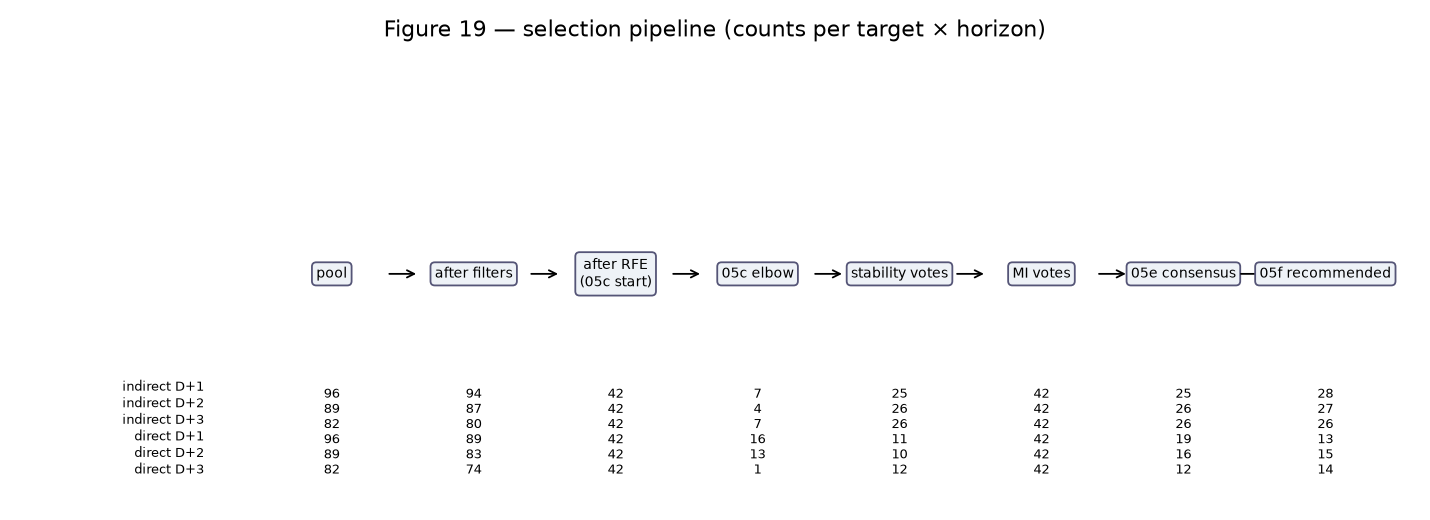 Figure 19 — selection pipeline (counts per target × horizon)
pool
after filters
after RFE
(05c start)
05c elbow
stability votes
MI votes
05e consensus
05f recommended
indirect D+1 96 94 42 7 25 42 25 28
indirect D+2 89 87 42 4 26 42 26 27
indirect D+3 82 80 42 7 26 42 26 26
direct D+1 96 89 42 16 11 42 19 13
direct D+2 89 83 42 13 10 42 16 15
direct D+3 82 74 42 1 12 42 12 14